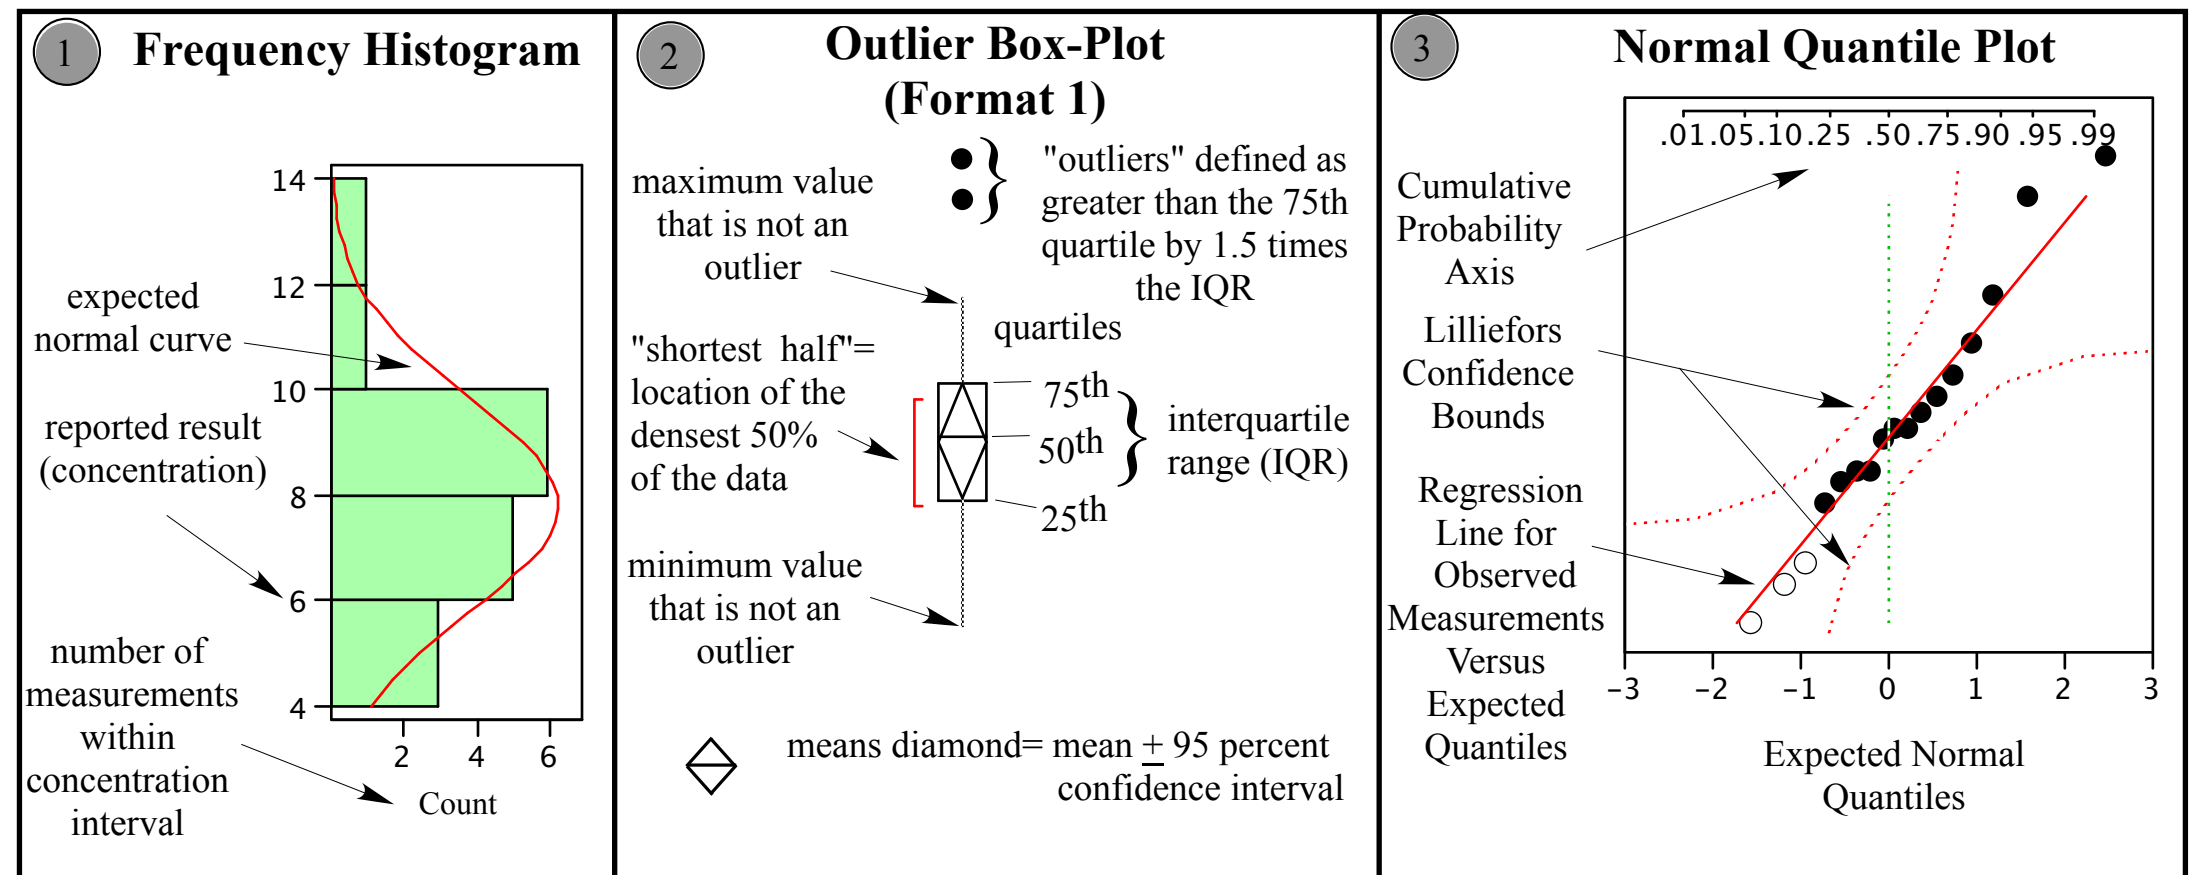 1
Frequency Histogram
14
12
10
8
6
4
2 4 6
Count
expected
normal curve
reported result
(concentration)
number of
measurements
within
concentration
interval
2
Outlier Box-Plot
(Format 1)
maximum value
that is not an
outlier
"outliers" defined as
greater than the 75th
quartile by 1.5 times
the IQR
quartiles
"shortest half"=
location of the
densest 50%
of the data
75th
50th
25th
interquartile
range (IQR)
minimum value
that is not an
outlier
means diamond= mean + 95 percent
confidence interval
3
Normal Quantile Plot
.01 .05 .10 .25 .50 .75 .90 .95 .99
Cumulative
Probability
Axis
Lilliefors
Confidence
Bounds
Regression
Line for
Observed
Measurements
Versus
Expected
Quantiles
−3 −2 −1 0 1 2 3
Expected Normal
Quantiles